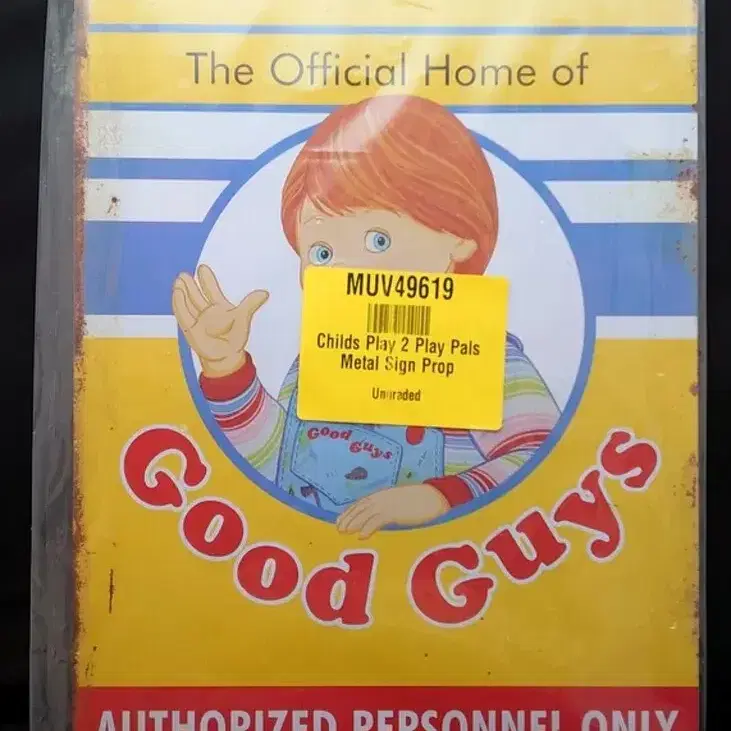 The Official Home of
MUV49619
Childs Play 2 Play Pals
Metal Sign Prop
Ungraded
Good Guys
Good Guys
AUTHORIZED PERSONNEL ONLY